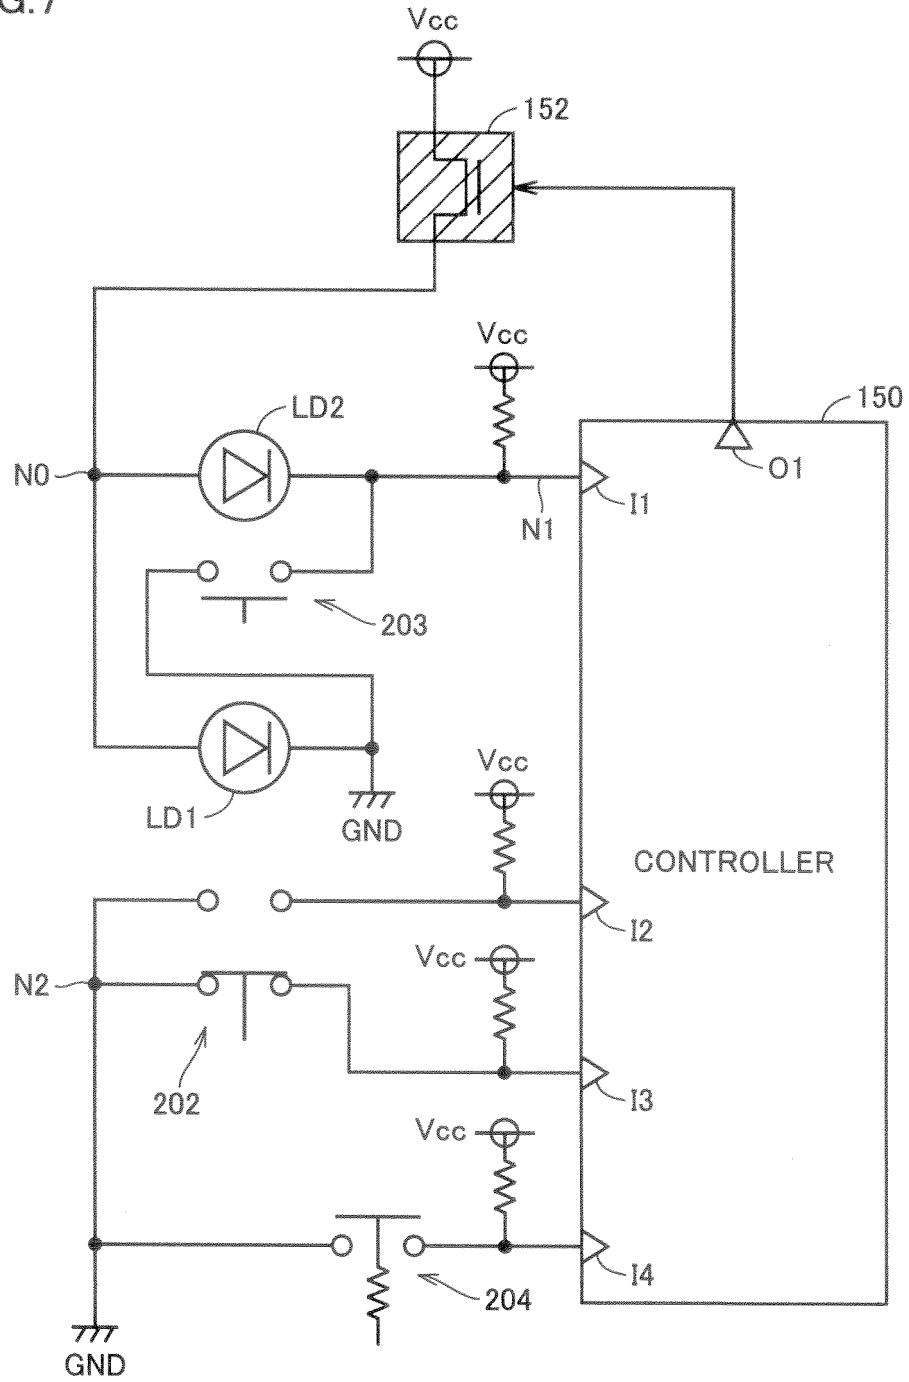 G.7
Vcc
152
Vcc
150
LD2
N0
O1
I1
N1
203
Vcc
LD1
GND
CONTROLLER
I2
Vcc
N2
202
I3
Vcc
I4
204
GND